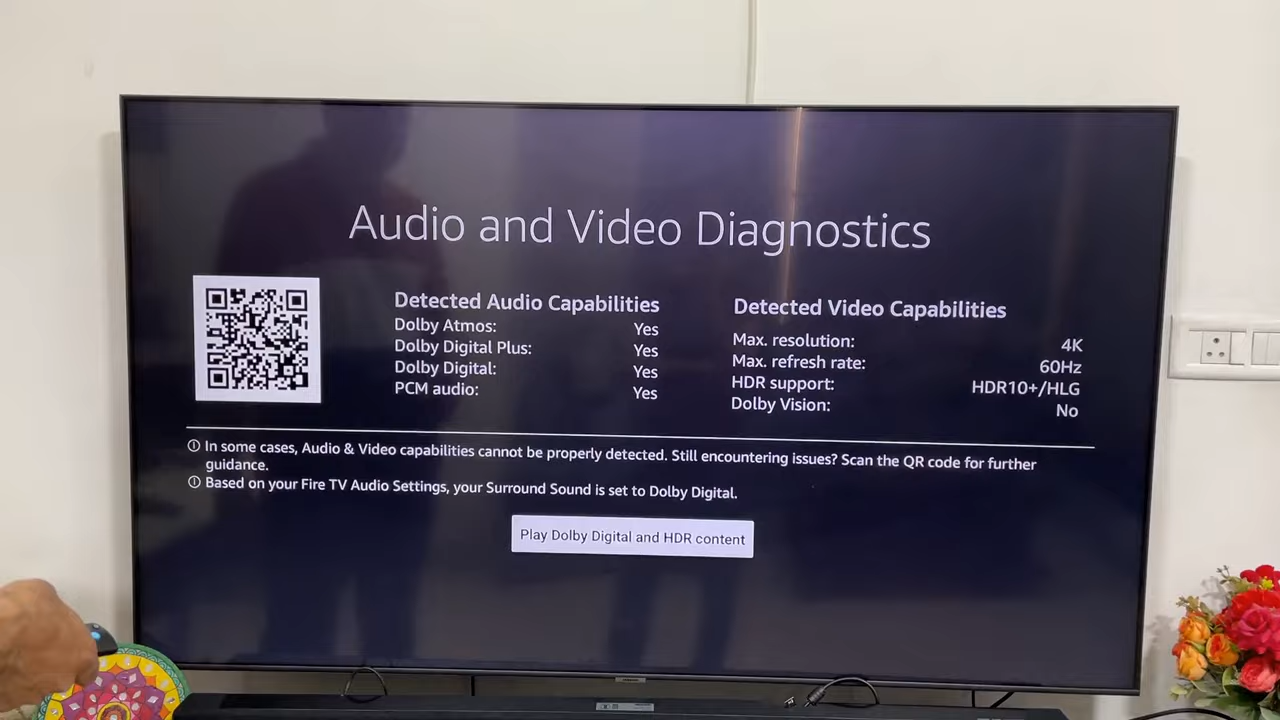 Audio and Video Diagnostics
Detected Audio Capabilities
Dolby Atmos: Yes
Dolby Digital Plus: Yes
Dolby Digital: Yes
PCM audio: Yes
Detected Video Capabilities
Max. resolution: 4K
Max. refresh rate: 60Hz
HDR support: HDR10+/HLG
Dolby Vision: No
In some cases, Audio & Video capabilities cannot be properly detected. Still encountering issues? Scan the QR code for further
guidance.
Based on your Fire TV Audio Settings, your Surround Sound is set to Dolby Digital.
Play Dolby Digital and HDR content